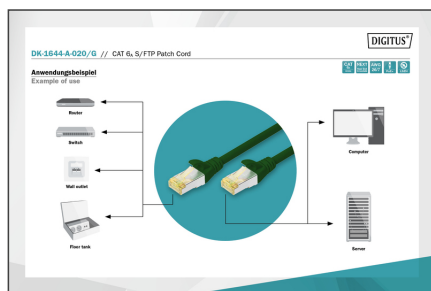 DIGITUS®
DK-1644-A-020/G // CAT 6A S/FTP Patch Cord
Anwendungsbeispiel
Example of use
Router
Switch
Wall outlet
Floor tank
Computer
Server